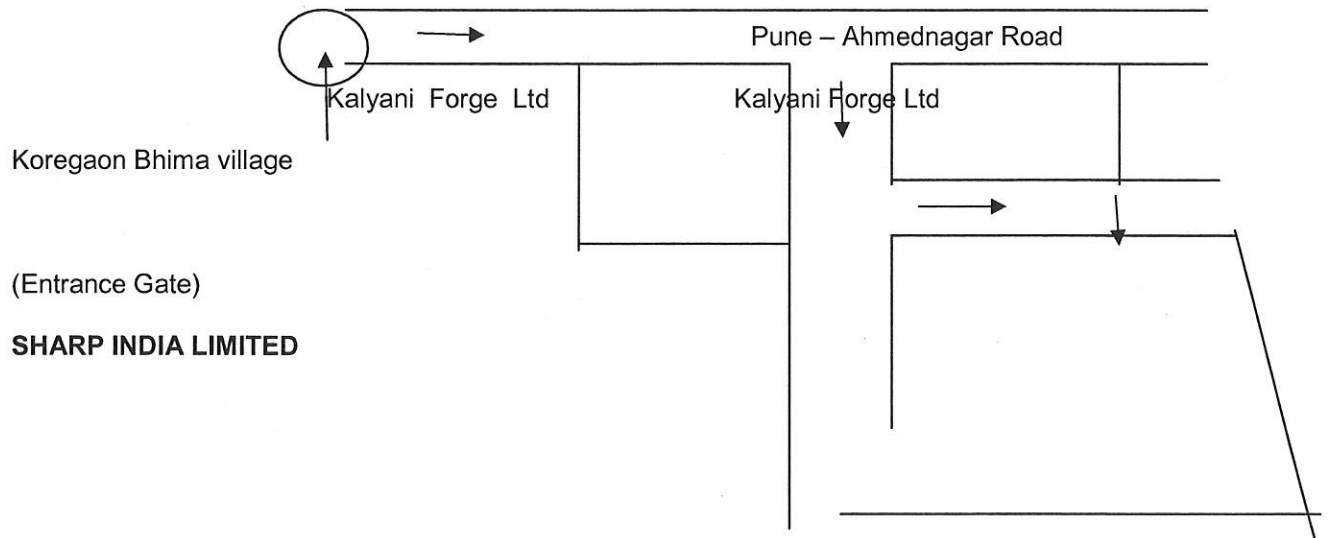 Pune – Ahmednagar Road
Kalyani Forge Ltd Kalyani Forge Ltd
Koregaon Bhima village
(Entrance Gate)
SHARP INDIA LIMITED